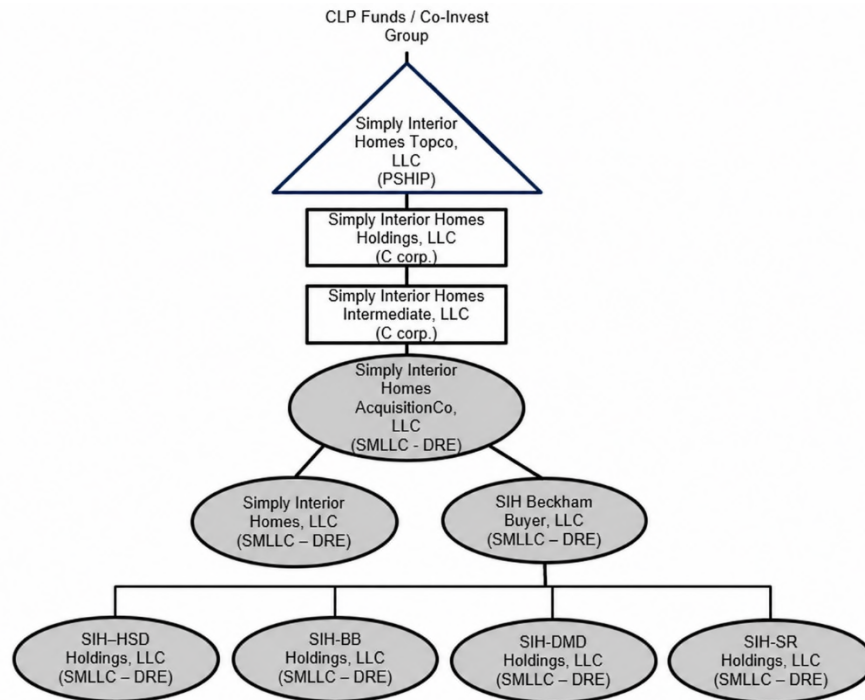 CLP Funds / Co-Invest
Group
Simply Interior
Homes Topco,
LLC
(PSHIP)
Simply Interior Homes
Holdings, LLC
(C corp.)
Simply Interior Homes
Intermediate, LLC
(C corp.)
Simply Interior
Homes
AcquisitionCo,
LLC
(SMLLC - DRE)
Simply Interior
Homes, LLC
(SMLLC – DRE)
SIH Beckham
Buyer, LLC
(SMLLC – DRE)
SIH–HSD
Holdings, LLC
(SMLLC – DRE)
SIH-BB
Holdings, LLC
(SMLLC – DRE)
SIH-DMD
Holdings, LLC
(SMLLC – DRE)
SIH-SR
Holdings, LLC
(SMLLC – DRE)